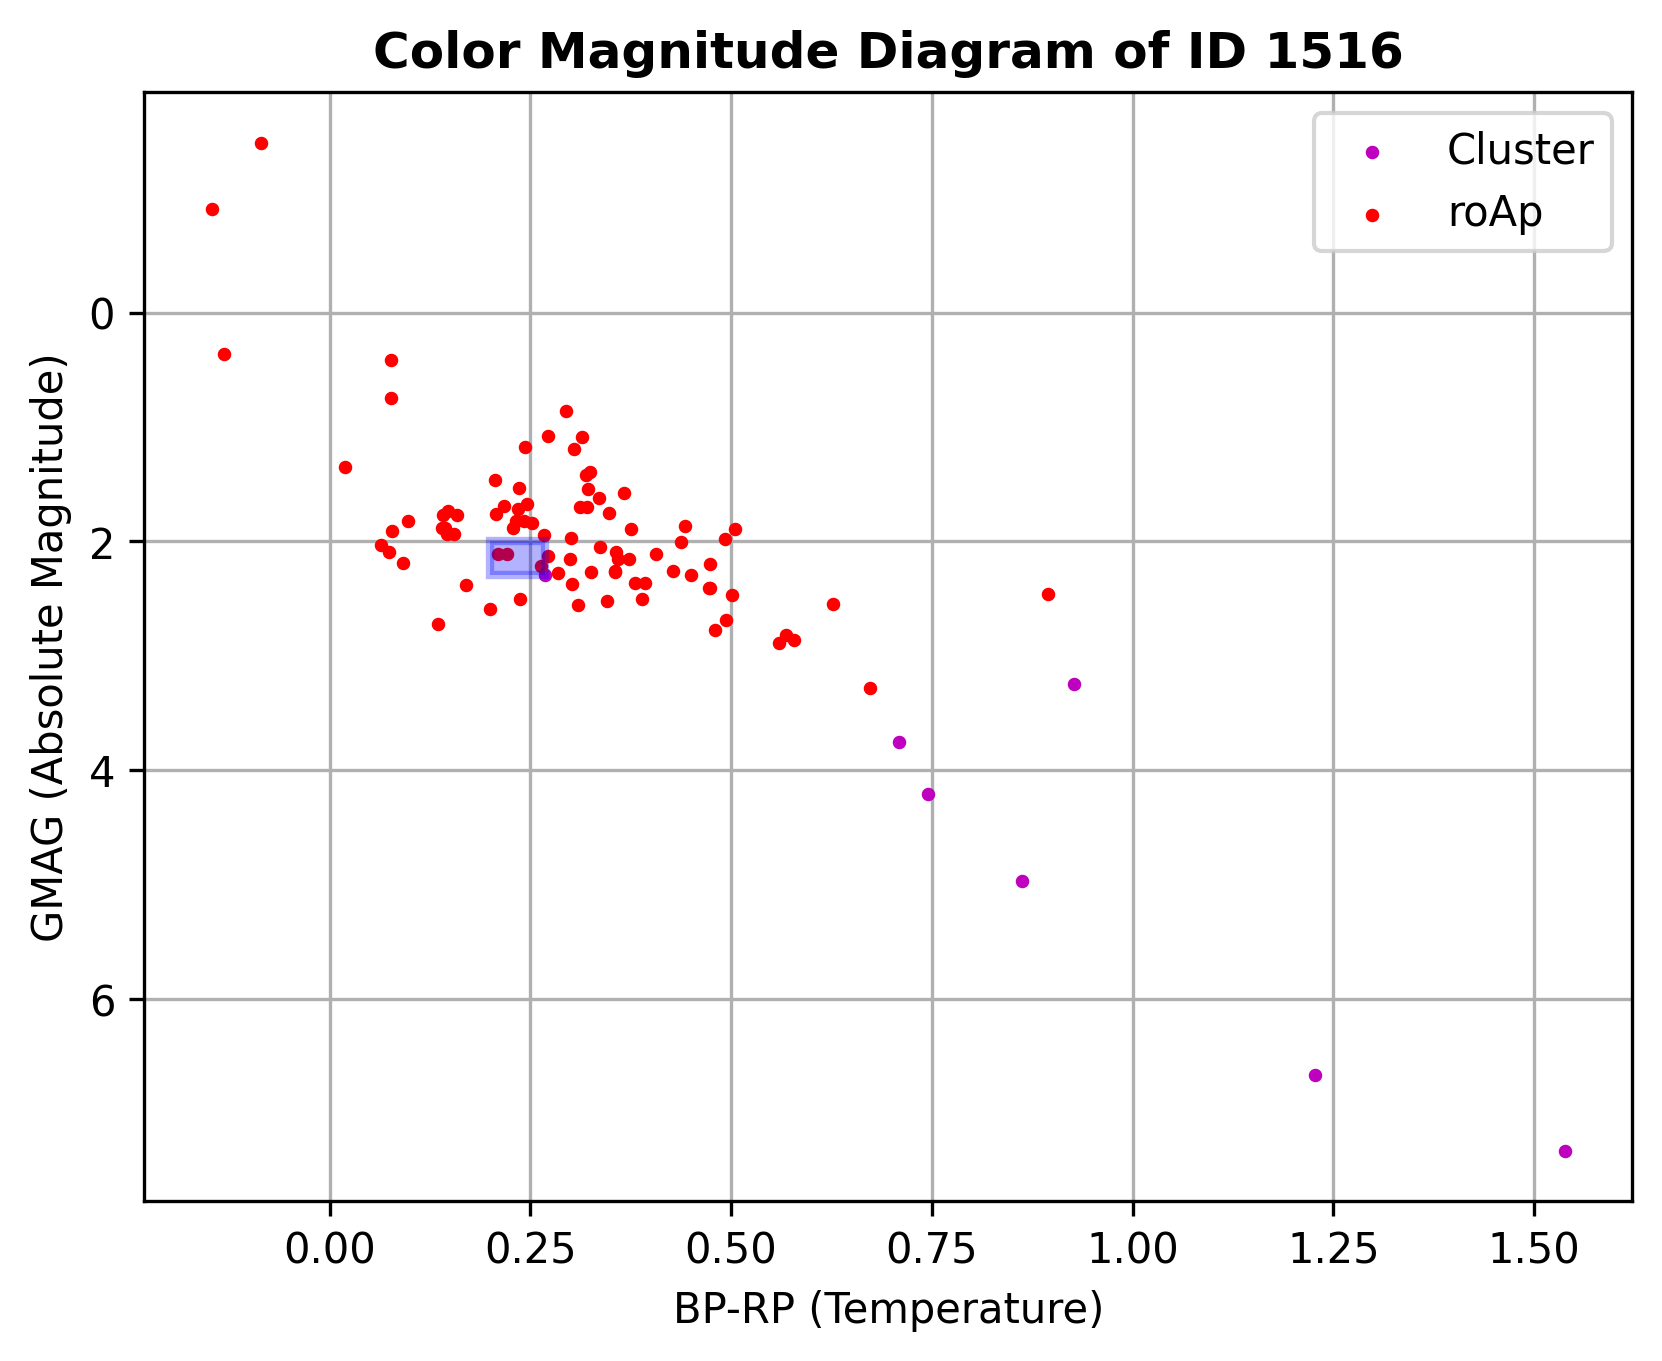 Color Magnitude Diagram of ID 1516
Cluster
roAp
GMAG (Absolute Magnitude)
0
2
4
6
0.00 0.25 0.50 0.75 1.00 1.25 1.50
BP-RP (Temperature)